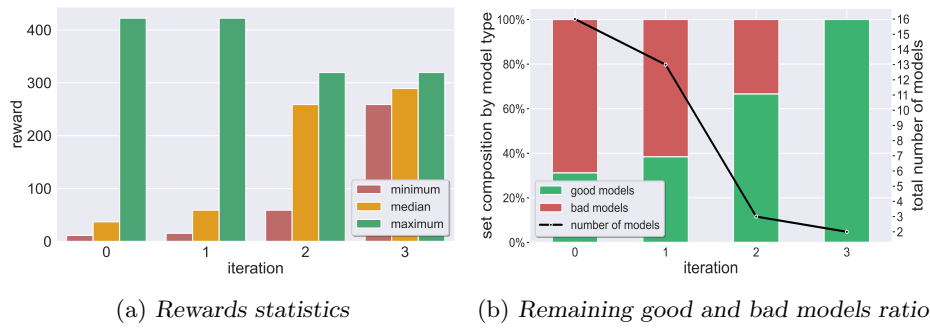 400
300
200
100
0
reward
0 1 2 3
iteration
minimum
median
maximum
(a) Rewards statistics
100%
80%
60%
40%
20%
0%
set composition by model type
16
15
13
12
11
10
9
8
7
6
5
3
2
total number of models
0 1 2 3
iteration
good models
bad models
number of models
(b) Remaining good and bad models ratio